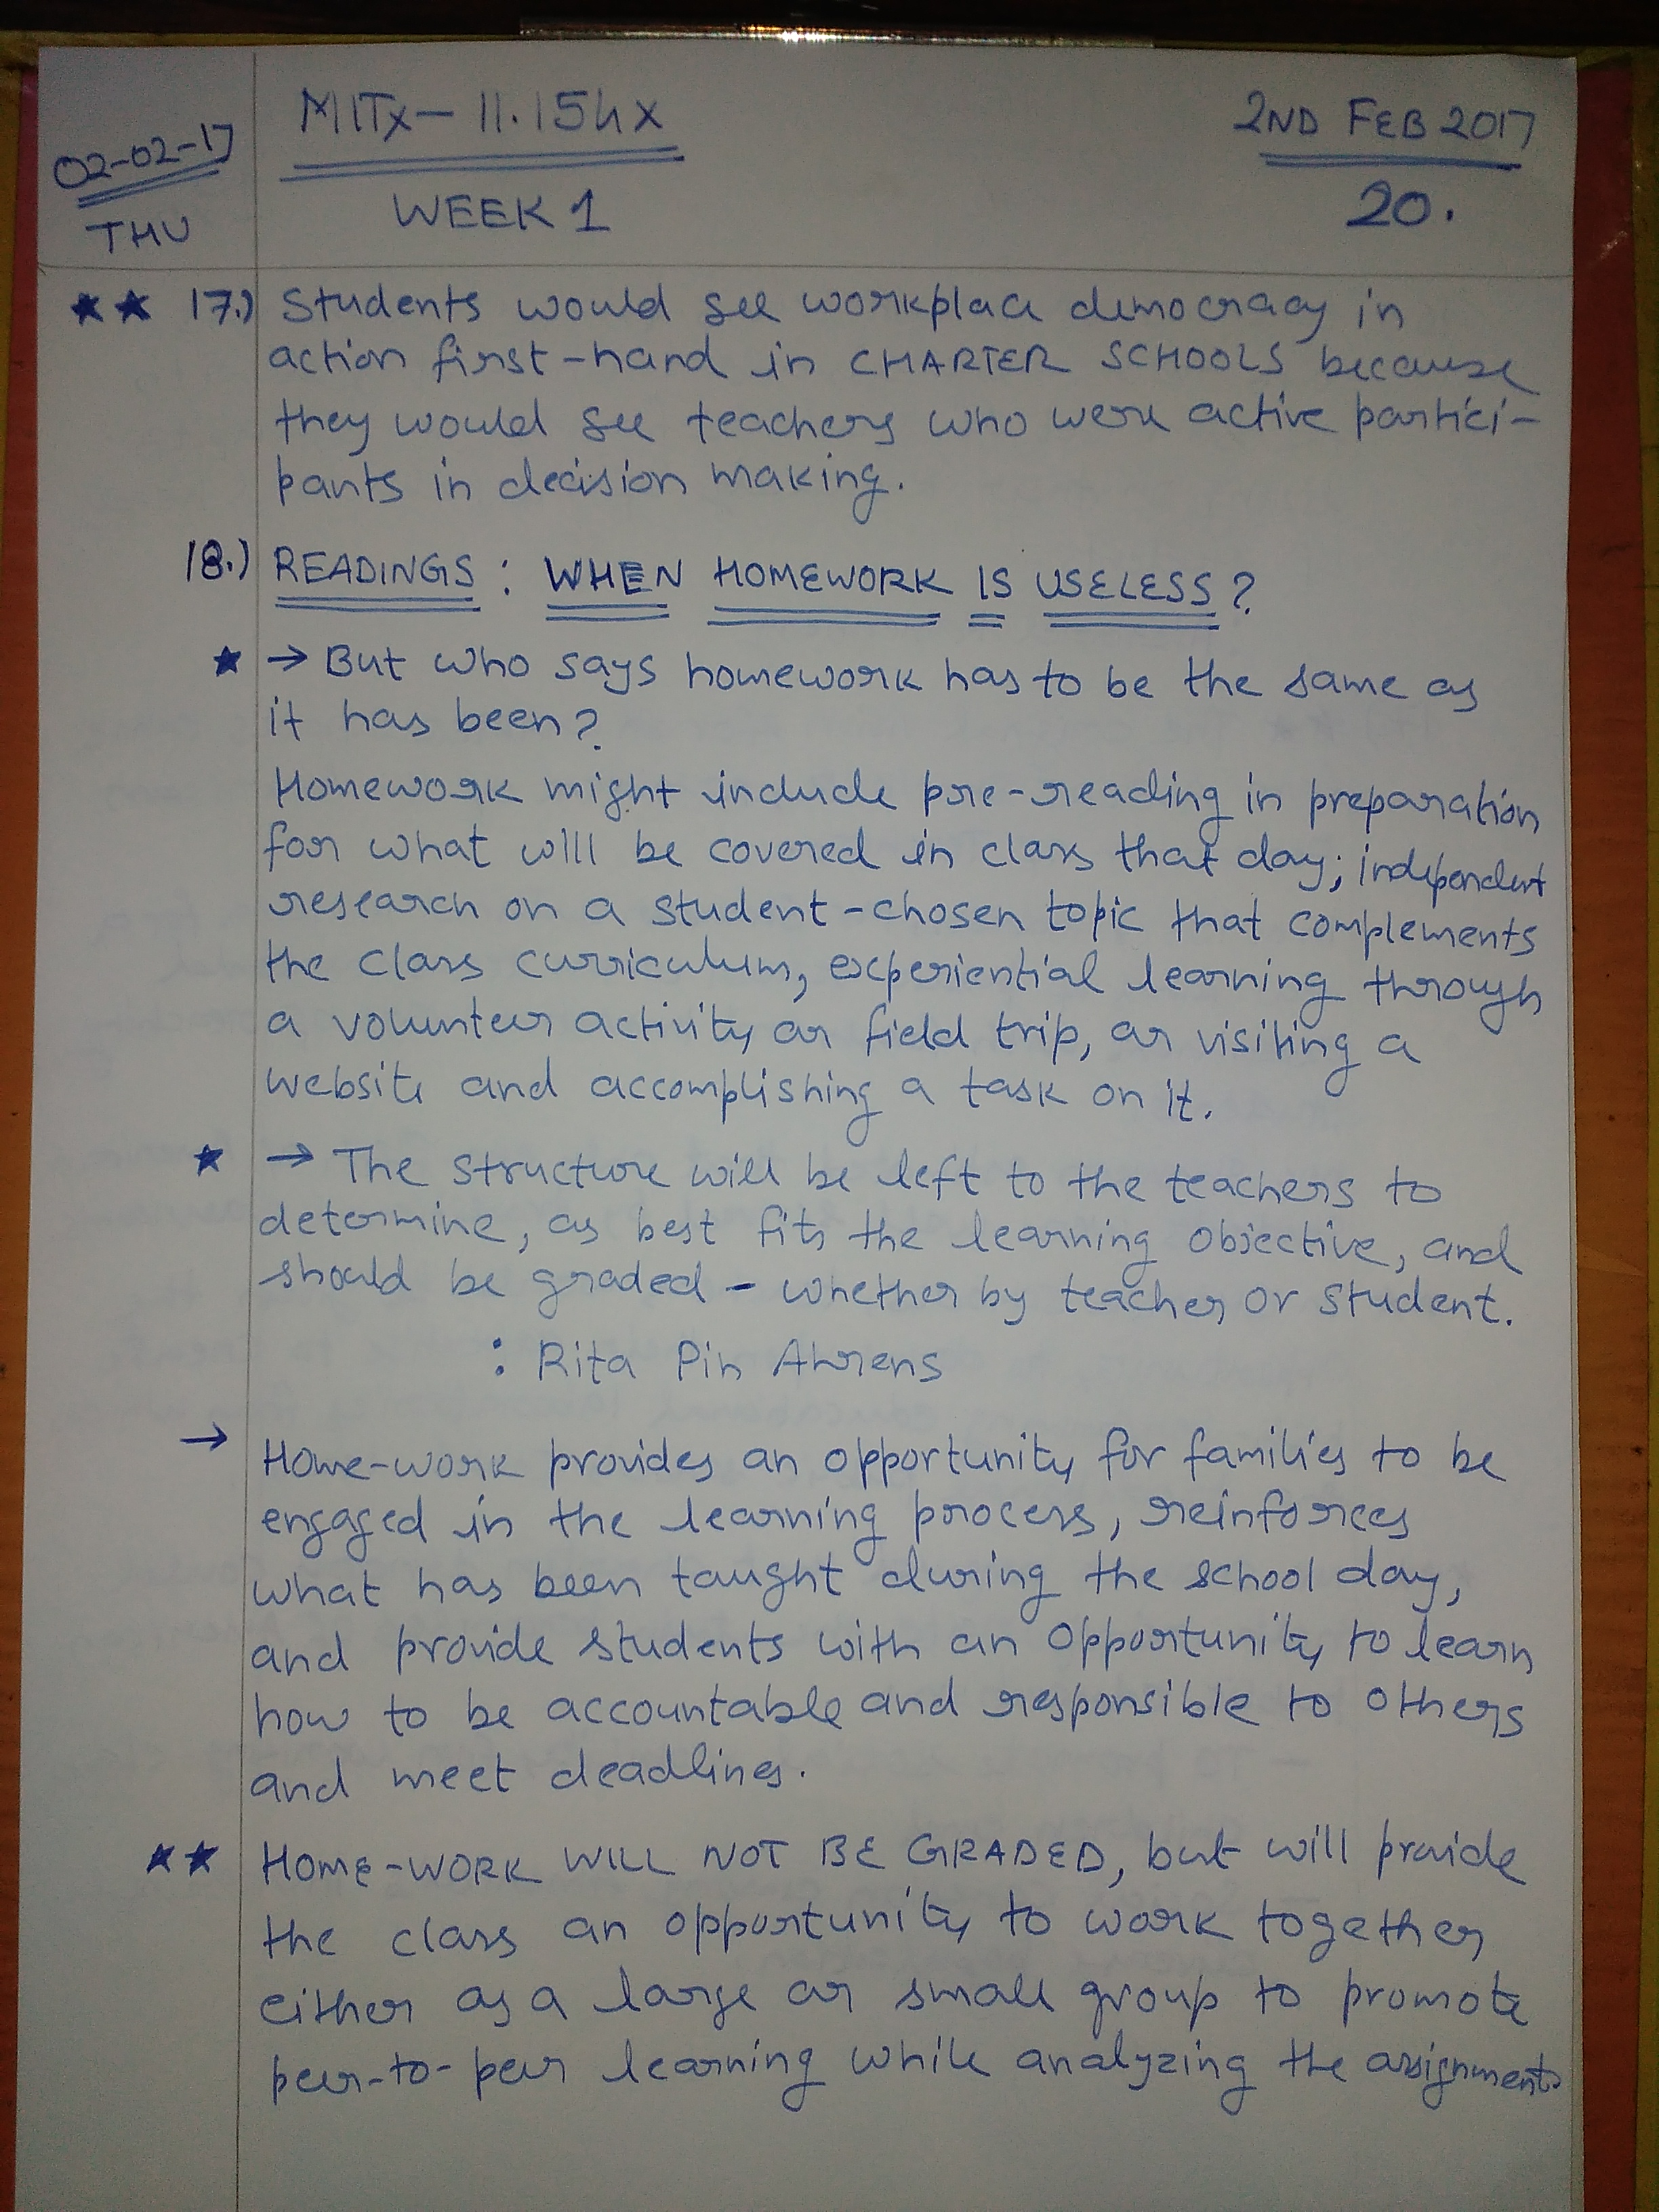 MITx- 11.154x
2ND FEB 2017
02-02-17
THU
WEEK 1
20.
★★ 17.) Students would see workplace democracy in
action first-hand in CHARTER SCHOOLS because
they would see teachers who were active partici-
pants in decision making.
18.) READINGS : WHEN HOMEWORK IS USELESS?
★ → But who says homework has to be the same as
it has been?
Homework might include pre-reading in preparation
for what will be covered in class that day; independent
research on a student-chosen topic that complements
the class curriculum, experiential learning through
a volunteer activity or field trip, or visiting a
website and accomplishing a task on it.
★ → The structure will be left to the teachers to
determine, as best fits the learning objective, and
should be graded - whether by teacher or student.
: Rita Pin Ahrens
→ Home-work provides an opportunity for families to be
engaged in the learning process, reinforces
what has been taught during the school day,
and provide students with an opportunity to learn
how to be accountable and responsible to others
and meet deadlines.
★★ HOME-WORK WILL NOT BE GRADED, but will provide
the class an opportunity to work together
either as a large or small group to promote
peer-to-peer learning while analyzing the assignment.